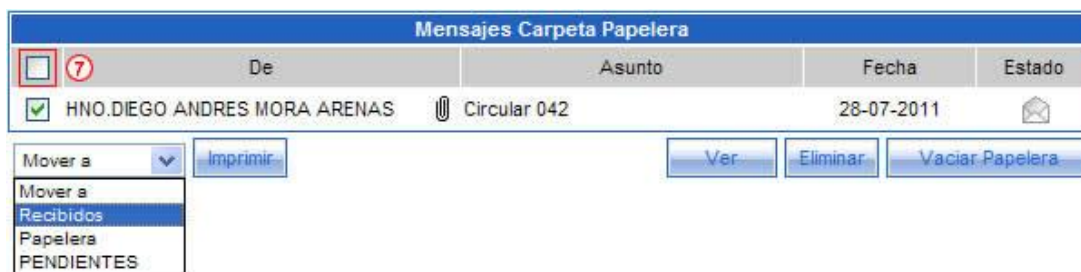 Mensajes Carpeta Papelera
7 De Asunto Fecha Estado
HNO.DIEGO ANDRES MORA ARENAS Circular 042 28-07-2011
Mover a Imprimir Ver Eliminar Vaciar Papelera
Mover a
Recibidos
Papelera
PENDIENTES